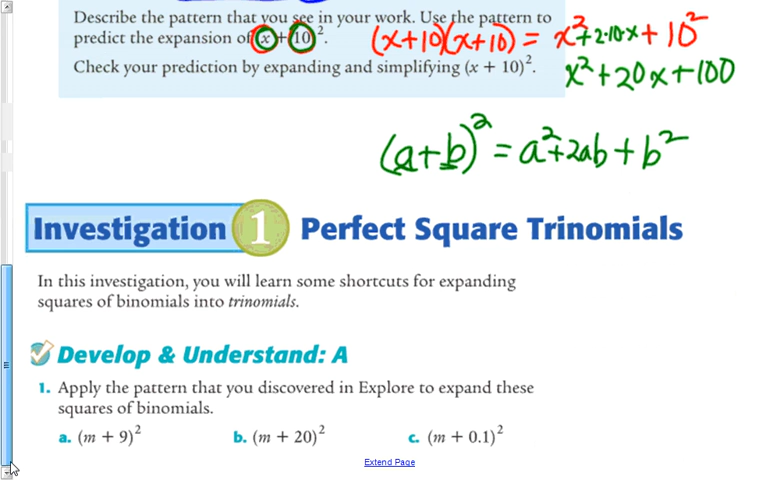 Describe the pattern that you see in your work. Use the pattern to
predict the expansion of (x + 10)². (x+10)(x+10) = x²+2·10·x+10²
Check your prediction by expanding and simplifying (x + 10)². x²+20x+100
(a+b)² = a²+2ab+b²
Investigation 1 Perfect Square Trinomials
In this investigation, you will learn some shortcuts for expanding
squares of binomials into trinomials.
Develop & Understand: A
1. Apply the pattern that you discovered in Explore to expand these
squares of binomials.
a. (m + 9)² b. (m + 20)² c. (m + 0.1)²
Extend Page